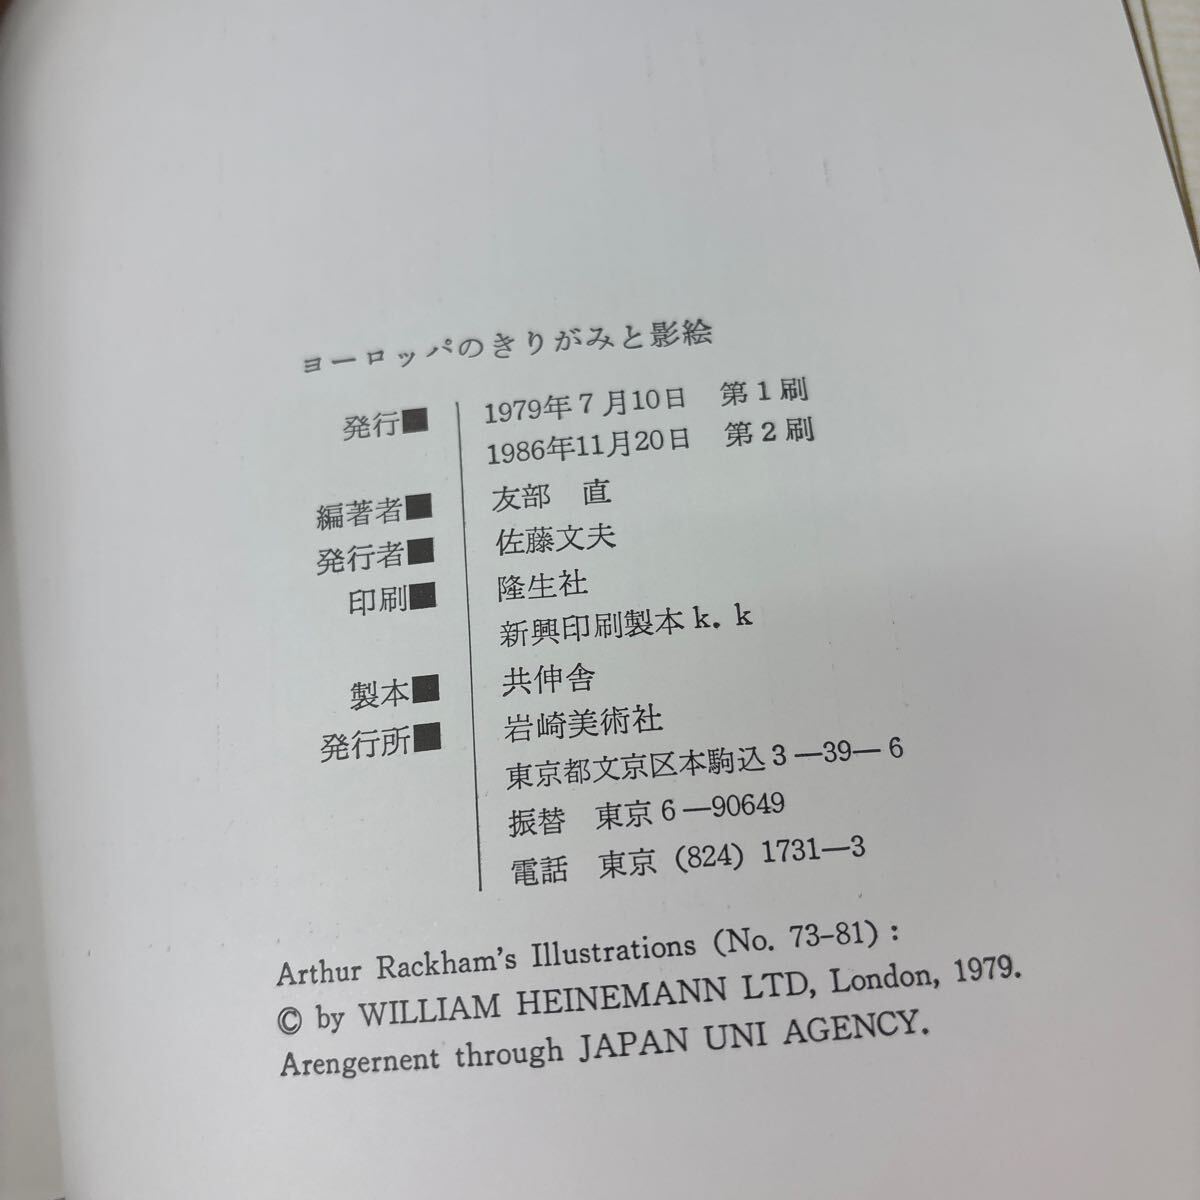 ヨーロッパのきりがみと影絵
発行■ 1979年7月10日 第1刷
1986年11月20日 第2刷
編著者■ 友部 直
発行者■ 佐藤文夫
印刷■ 隆生社
新興印刷製本k.k
製本■ 共伸舎
発行所■ 岩崎美術社
東京都文京区本駒込3—39—6
振替 東京6—90649
電話 東京 (824) 1731—3
Arthur Rackham's Illustrations (No. 73-81) :
© by WILLIAM HEINEMANN LTD, London, 1979.
Arengernent through JAPAN UNI AGENCY.